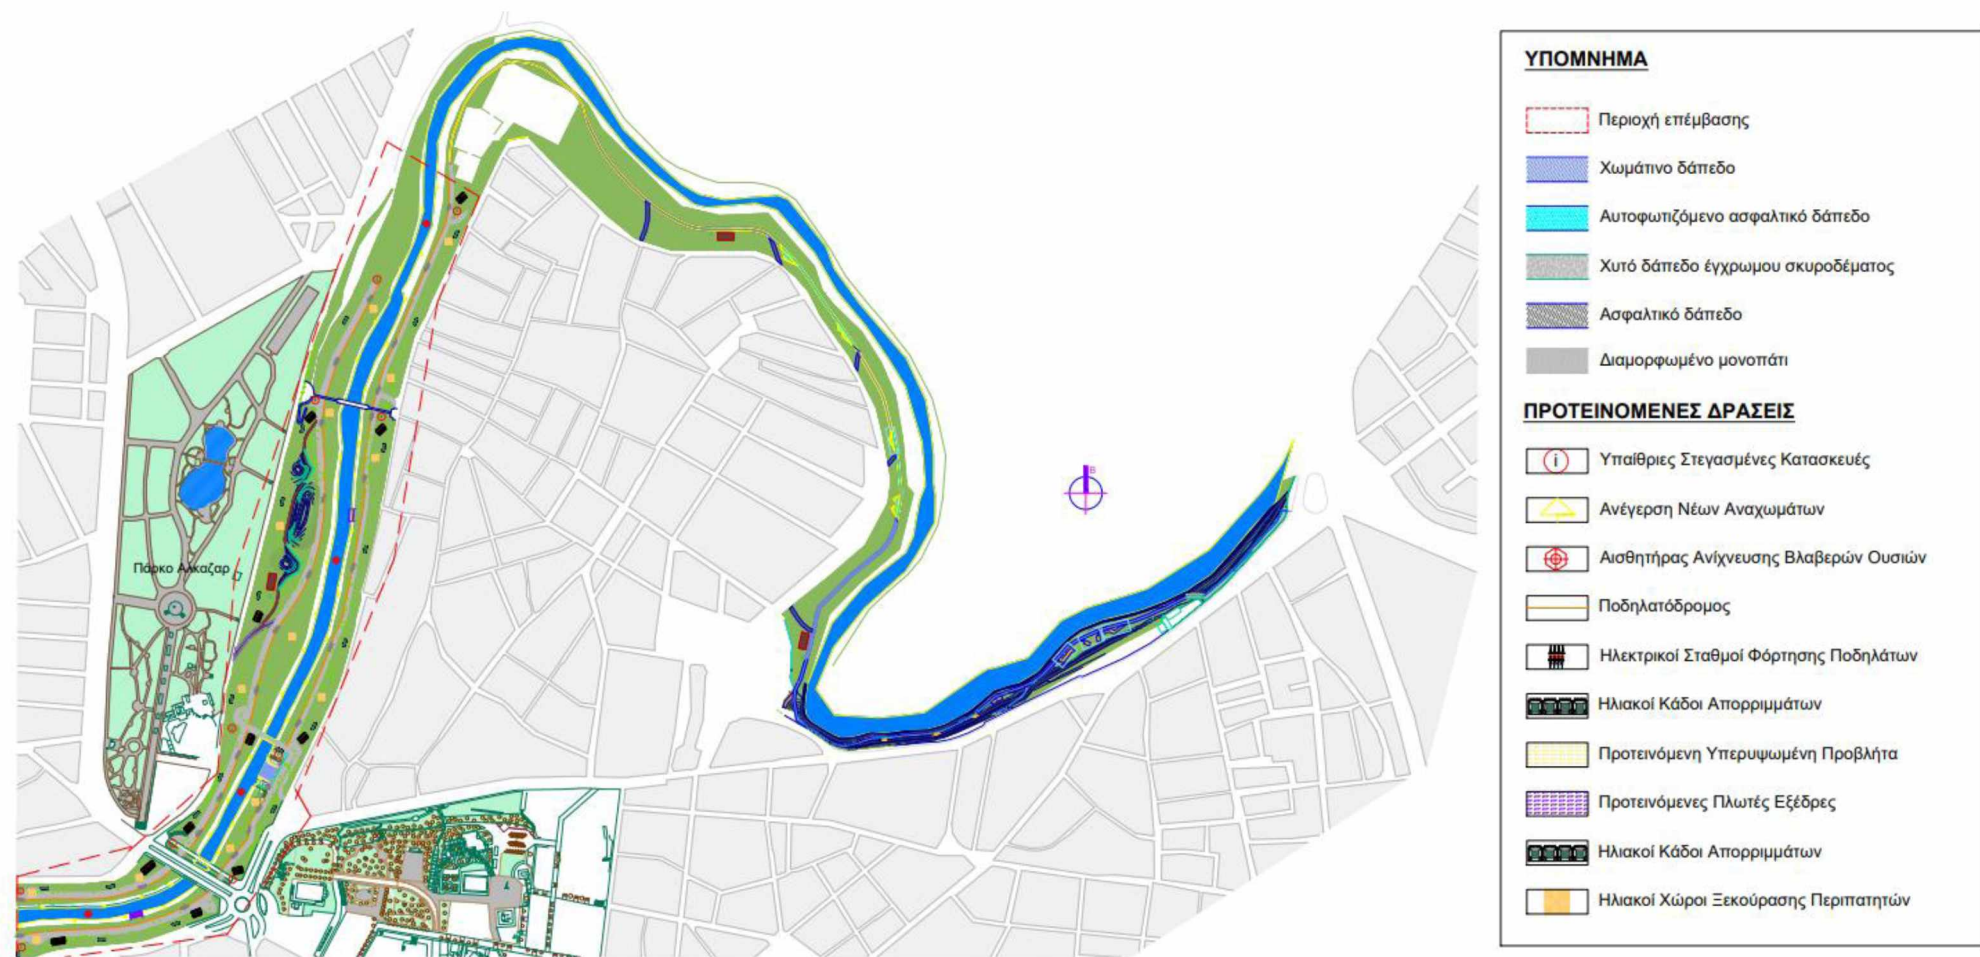 ΥΠΟΜΝΗΜΑ
Περιοχή επέμβασης
Χωμάτινο δάπεδο
Αυτοφωτιζόμενο ασφαλτικό δάπεδο
Χυτό δάπεδο έγχρωμου σκυροδέματος
Ασφαλτικό δάπεδο
Διαμορφωμένο μονοπάτι
ΠΡΟΤΕΙΝΟΜΕΝΕΣ ΔΡΑΣΕΙΣ
i Υπαίθριες Στεγασμένες Κατασκευές
Ανέγερση Νέων Αναχωμάτων
Αισθητήρας Ανίχνευσης Βλαβερών Ουσιών
Ποδηλατόδρομος
Ηλεκτρικοί Σταθμοί Φόρτησης Ποδηλάτων
Ηλιακοί Κάδοι Απορριμμάτων
Προτεινόμενη Υπερυψωμένη Προβλήτα
Προτεινόμενες Πλωτές Εξέδρες
Ηλιακοί Κάδοι Απορριμμάτων
Ηλιακοί Χώροι Ξεκούρασης Περιπατητών
Πάρκο Αλκαζαρ
Β